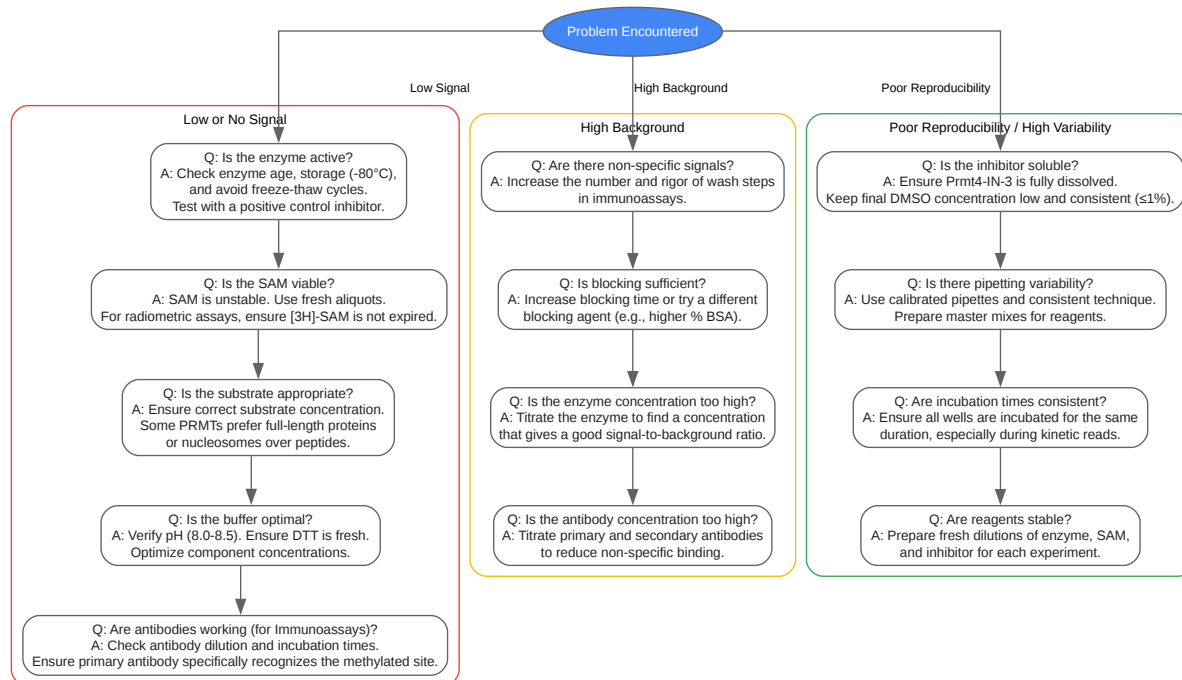 Problem Encountered
Low Signal
High Background
Poor Reproducibility
Low or No Signal
Q: Is the enzyme active?
A: Check enzyme age, storage (-80°C),
and avoid freeze-thaw cycles.
Test with a positive control inhibitor.
Q: Is the SAM viable?
A: SAM is unstable. Use fresh aliquots.
For radiometric assays, ensure [3H]-SAM is not expired.
Q: Is the substrate appropriate?
A: Ensure correct substrate concentration.
Some PRMTs prefer full-length proteins
or nucleosomes over peptides.
Q: Is the buffer optimal?
A: Verify pH (8.0-8.5). Ensure DTT is fresh.
Optimize component concentrations.
Q: Are antibodies working (for Immunoassays)?
A: Check antibody dilution and incubation times.
Ensure primary antibody specifically recognizes the methylated site.
High Background
Q: Are there non-specific signals?
A: Increase the number and rigor of wash steps
in immunoassays.
Q: Is blocking sufficient?
A: Increase blocking time or try a different
blocking agent (e.g., higher % BSA).
Q: Is the enzyme concentration too high?
A: Titrate the enzyme to find a concentration
that gives a good signal-to-background ratio.
Q: Is the antibody concentration too high?
A: Titrate primary and secondary antibodies
to reduce non-specific binding.
Poor Reproducibility / High Variability
Q: Is the inhibitor soluble?
A: Ensure Prmt4-IN-3 is fully dissolved.
Keep final DMSO concentration low and consistent (≤1%).
Q: Is there pipetting variability?
A: Use calibrated pipettes and consistent technique.
Prepare master mixes for reagents.
Q: Are incubation times consistent?
A: Ensure all wells are incubated for the same
duration, especially during kinetic reads.
Q: Are reagents stable?
A: Prepare fresh dilutions of enzyme, SAM,
and inhibitor for each experiment.